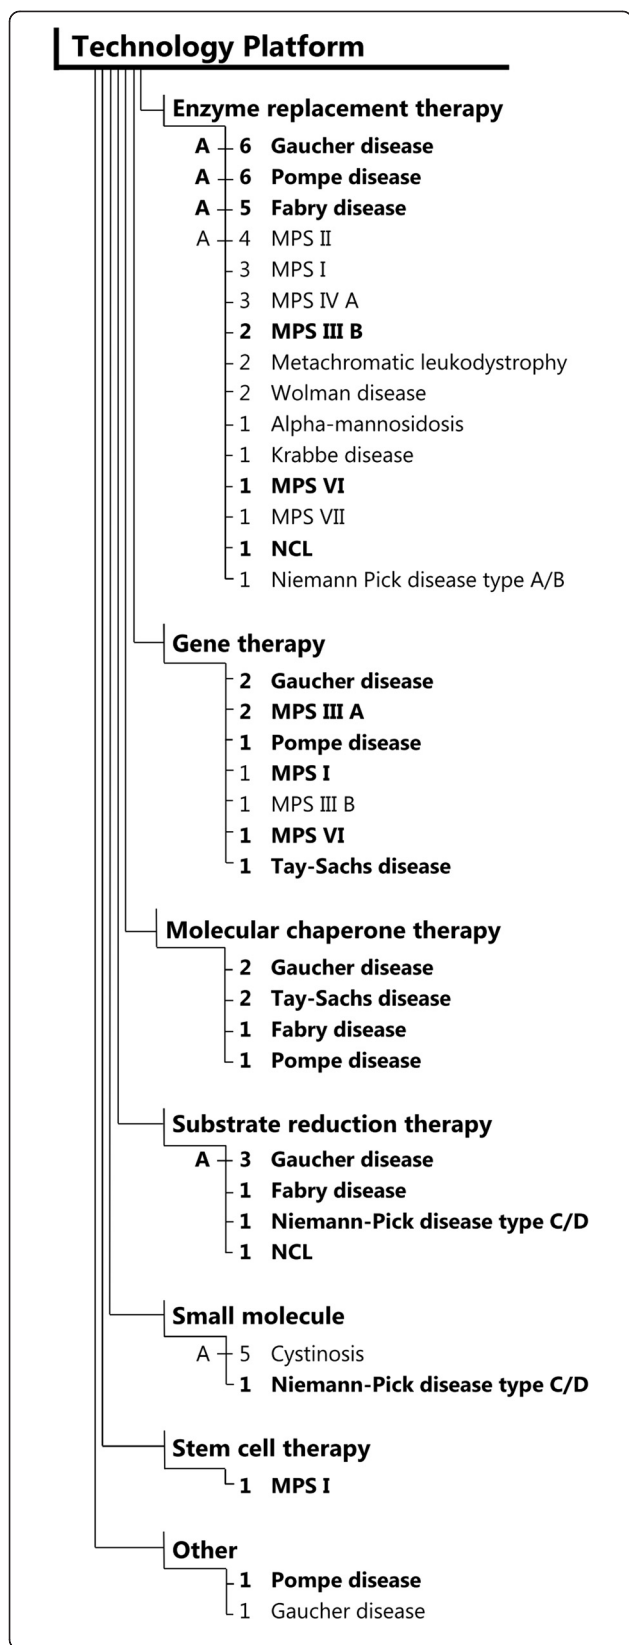 Technology Platform
Enzyme replacement therapy
A 6 Gaucher disease
A 6 Pompe disease
A 5 Fabry disease
A 4 MPS II
3 MPS I
3 MPS IV A
2 MPS III B
2 Metachromatic leukodystrophy
2 Wolman disease
1 Alpha-mannosidosis
1 Krabbe disease
1 MPS VI
1 MPS VII
1 NCL
1 Niemann Pick disease type A/B
Gene therapy
2 Gaucher disease
2 MPS III A
1 Pompe disease
1 MPS I
1 MPS III B
1 MPS VI
1 Tay-Sachs disease
Molecular chaperone therapy
2 Gaucher disease
2 Tay-Sachs disease
1 Fabry disease
1 Pompe disease
Substrate reduction therapy
A 3 Gaucher disease
1 Fabry disease
1 Niemann-Pick disease type C/D
1 NCL
Small molecule
A 5 Cystinosis
1 Niemann-Pick disease type C/D
Stem cell therapy
1 MPS I
Other
1 Pompe disease
1 Gaucher disease